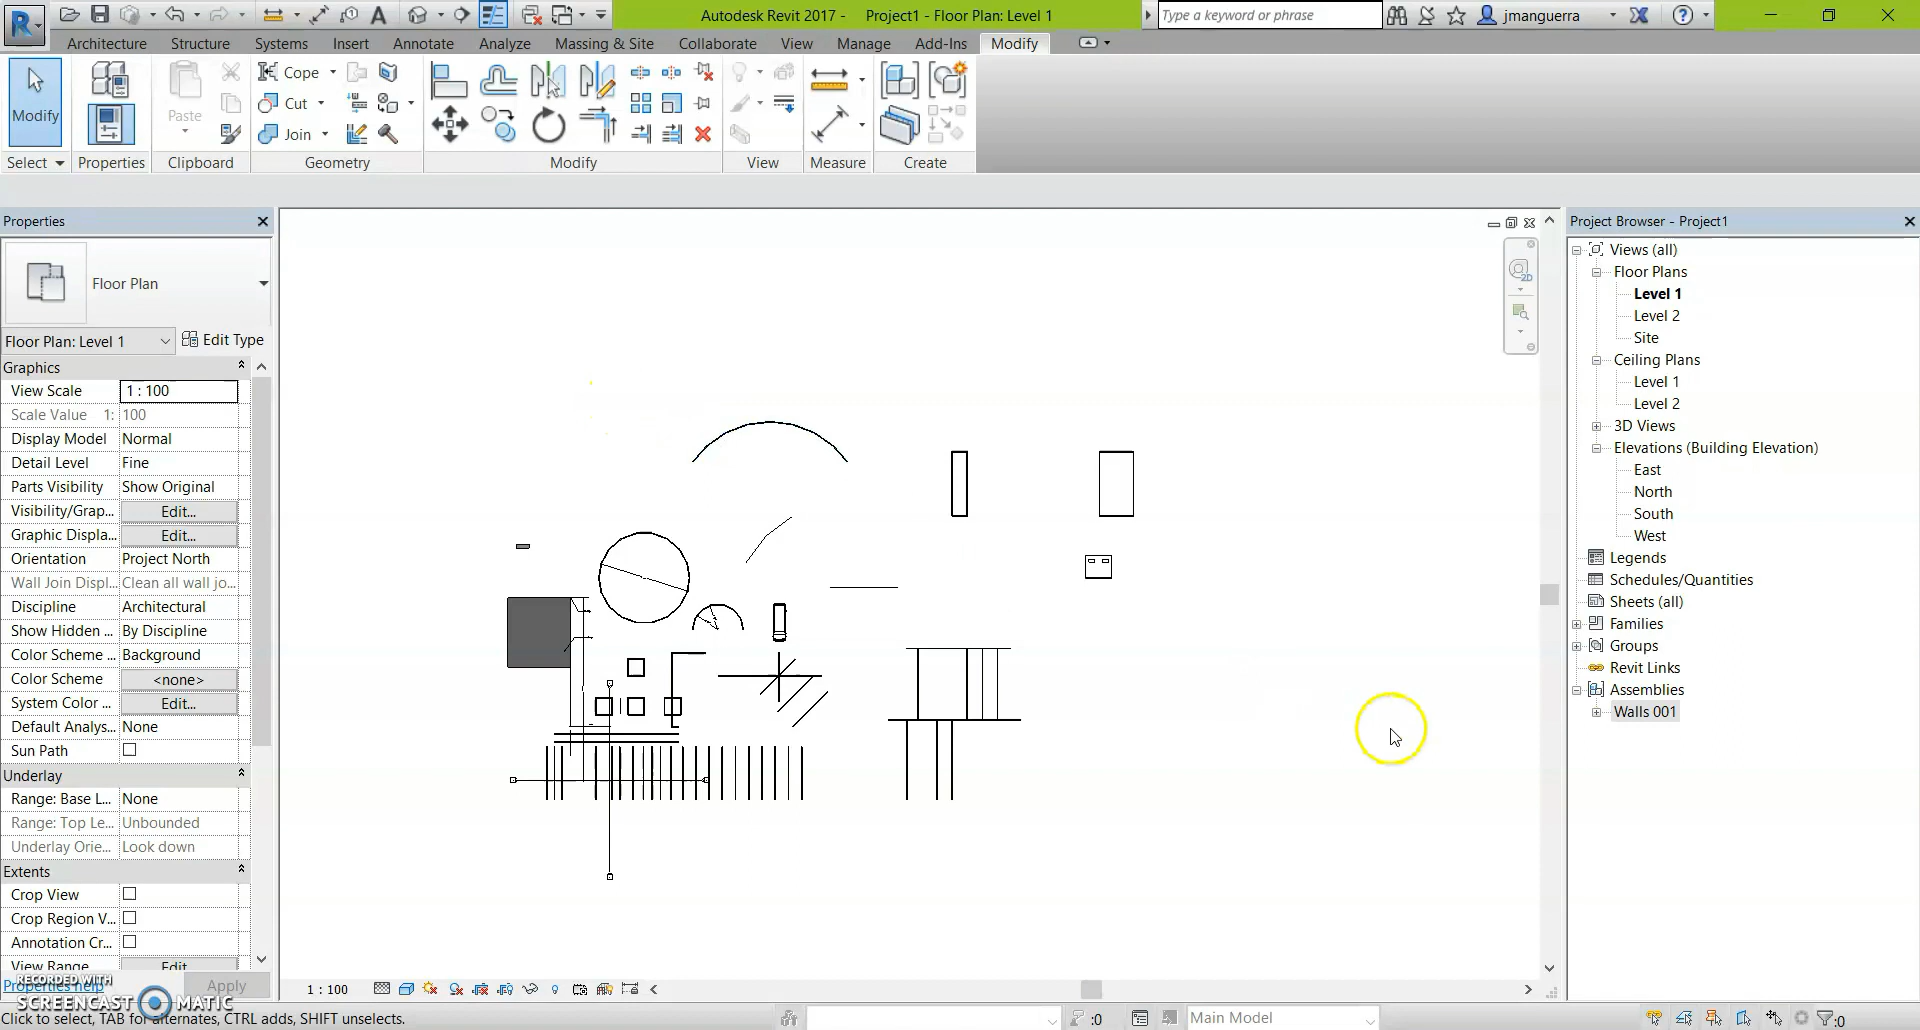 Autodesk Revit 2017 - Project1 - Floor Plan: Level 1
Type a keyword or phrase
jmanguerra
Architecture Structure Systems Insert Annotate Analyze Massing & Site Collaborate View Manage Add-Ins Modify
Modify
Paste
Cope
Cut
Join
Select Properties Clipboard Geometry Modify View Measure Create
Properties
Floor Plan
Floor Plan: Level 1 Edit Type
Graphics
View Scale 1 : 100
Scale Value 1: 100
Display Model Normal
Detail Level Fine
Parts Visibility Show Original
Visibility/Grap... Edit...
Graphic Displa... Edit...
Orientation Project North
Wall Join Displ... Clean all wall jo...
Discipline Architectural
Show Hidden ... By Discipline
Color Scheme ... Background
Color Scheme <none>
System Color ... Edit...
Default Analys... None
Sun Path
Underlay
Range: Base L... None
Range: Top Le... Unbounded
Underlay Orie... Look down
Extents
Crop View
Crop Region V...
Annotation Cr...
View Range Edit...
Properties help Apply
RECORDED WITH
SCREENCAST MATIC
1 : 100
Click to select, TAB for alternates, CTRL adds, SHIFT unselects.
:0
Main Model
:0
2D
Project Browser - Project1
Views (all)
Floor Plans
Level 1
Level 2
Site
Ceiling Plans
Level 1
Level 2
3D Views
Elevations (Building Elevation)
East
North
South
West
Legends
Schedules/Quantities
Sheets (all)
Families
Groups
Revit Links
Assemblies
Walls 001